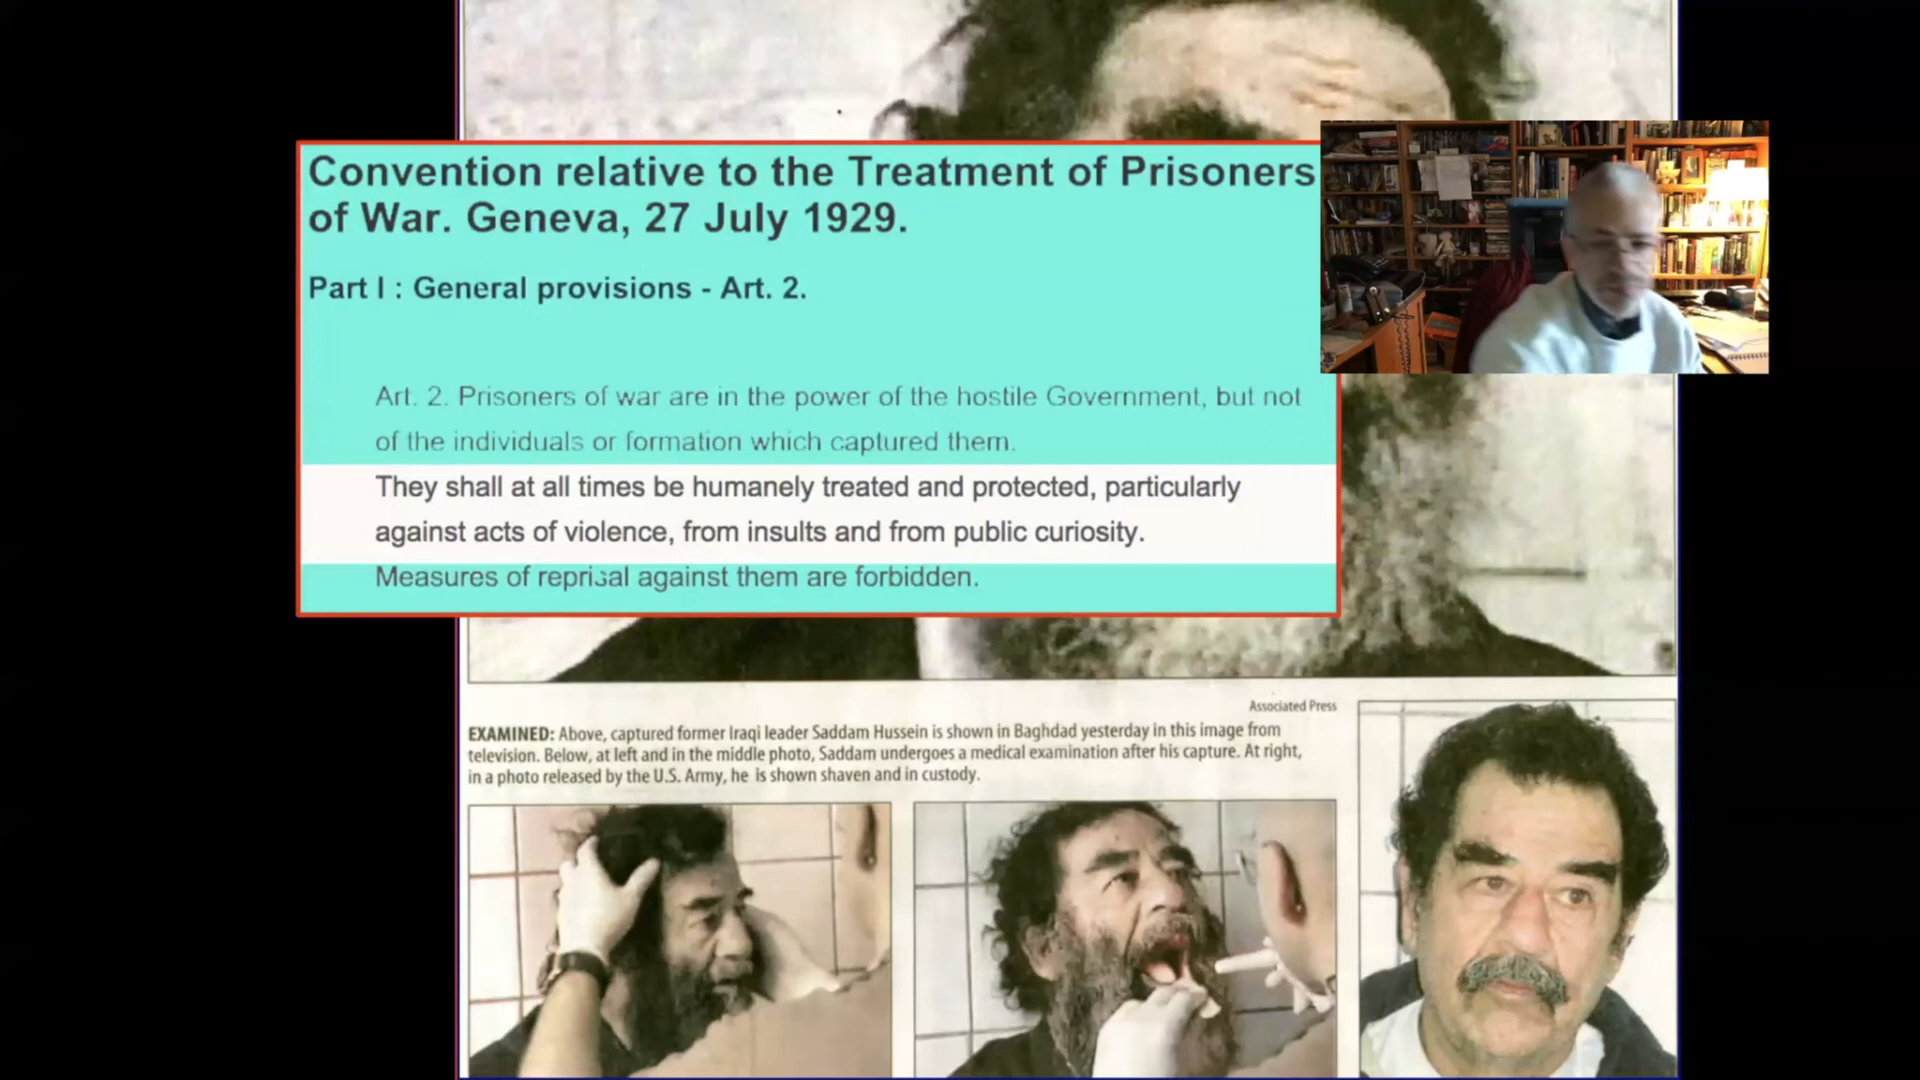 Convention relative to the Treatment of Prisoners
of War. Geneva, 27 July 1929.
Part I : General provisions - Art. 2.
Art. 2. Prisoners of war are in the power of the hostile Government, but not
of the individuals or formation which captured them.
They shall at all times be humanely treated and protected, particularly
against acts of violence, from insults and from public curiosity.
Measures of reprisal against them are forbidden.
Associated Press
EXAMINED: Above, captured former Iraqi leader Saddam Hussein is shown in Baghdad yesterday in this image from
television. Below, at left and in the middle photo, Saddam undergoes a medical examination after his capture. At right,
in a photo released by the U.S. Army, he is shown shaven and in custody.